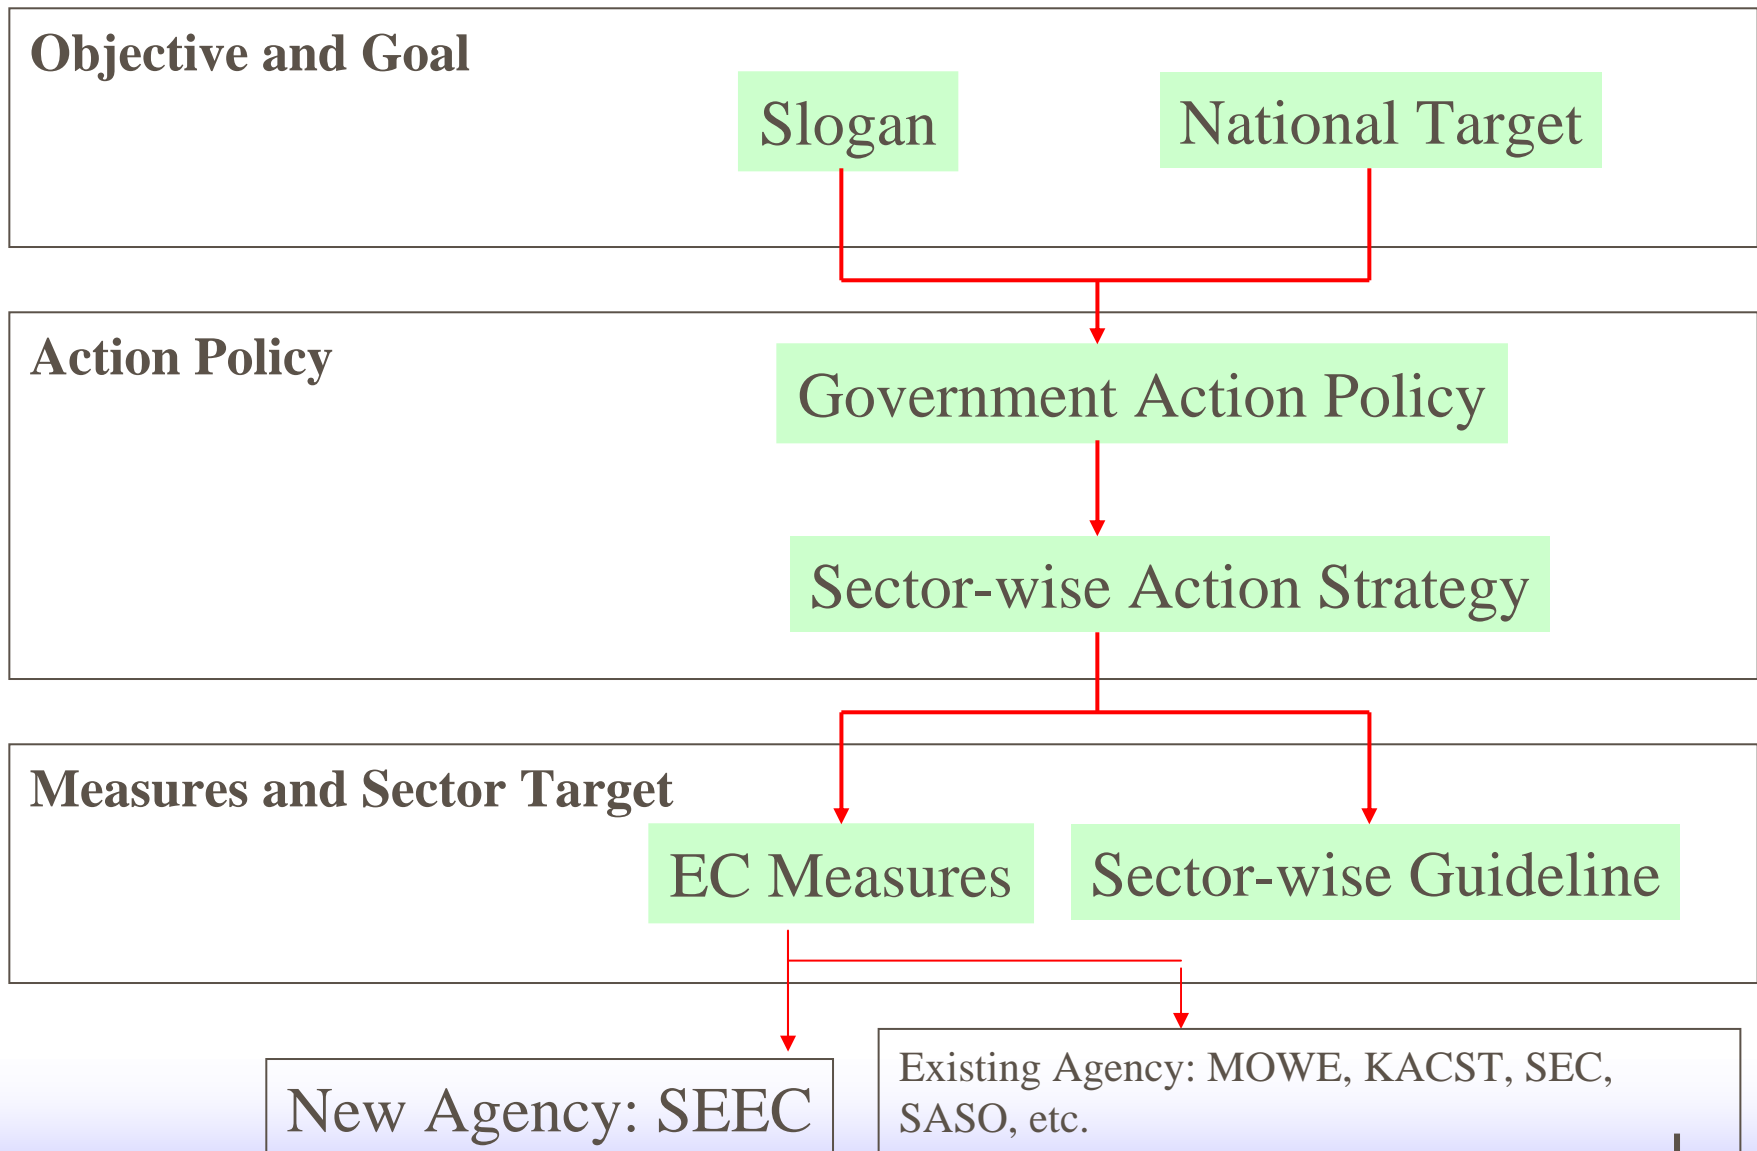 Objective and Goal
Slogan
National Target
Action Policy
Government Action Policy
Sector-wise Action Strategy
Measures and Sector Target
EC Measures
Sector-wise Guideline
New Agency: SEEC
Existing Agency: MOWE, KACST, SEC,
SASO, etc.